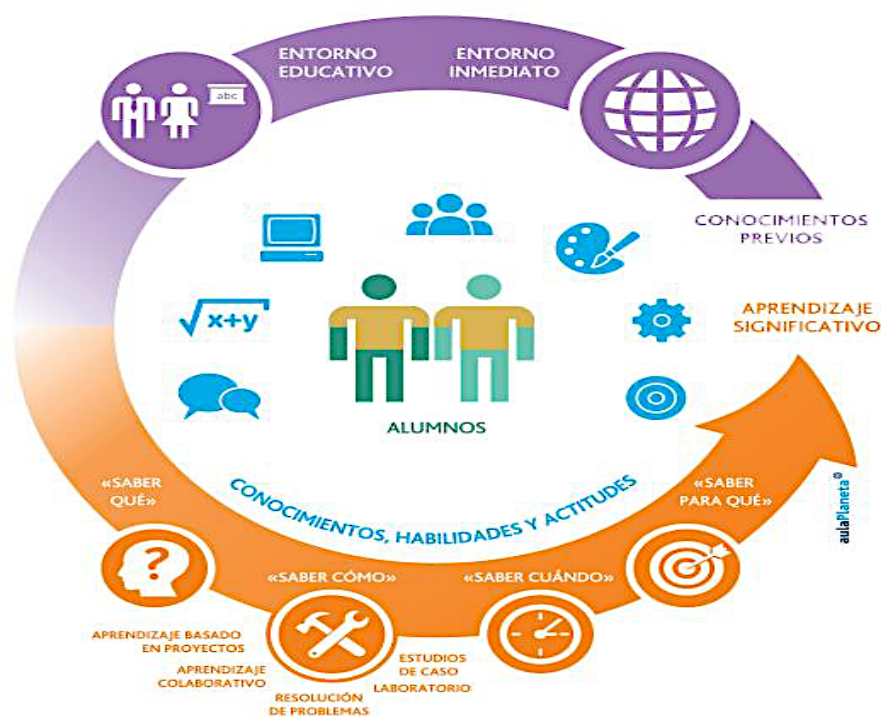 ENTORNO
EDUCATIVO
ENTORNO
INMEDIATO
abc
CONOCIMIENTOS
PREVIOS
APRENDIZAJE
SIGNIFICATIVO
x+y
ALUMNOS
«SABER
QUÉ»
CONOCIMIENTOS, HABILIDADES Y ACTITUDES
«SABER
PARA QUÉ»
?
«SABER CÓMO»
«SABER CUÁNDO»
APRENDIZAJE BASADO
EN PROYECTOS
APRENDIZAJE
COLABORATIVO
RESOLUCIÓN
DE PROBLEMAS
ESTUDIOS
DE CASO
LABORATORIO
aulaPlaneta®